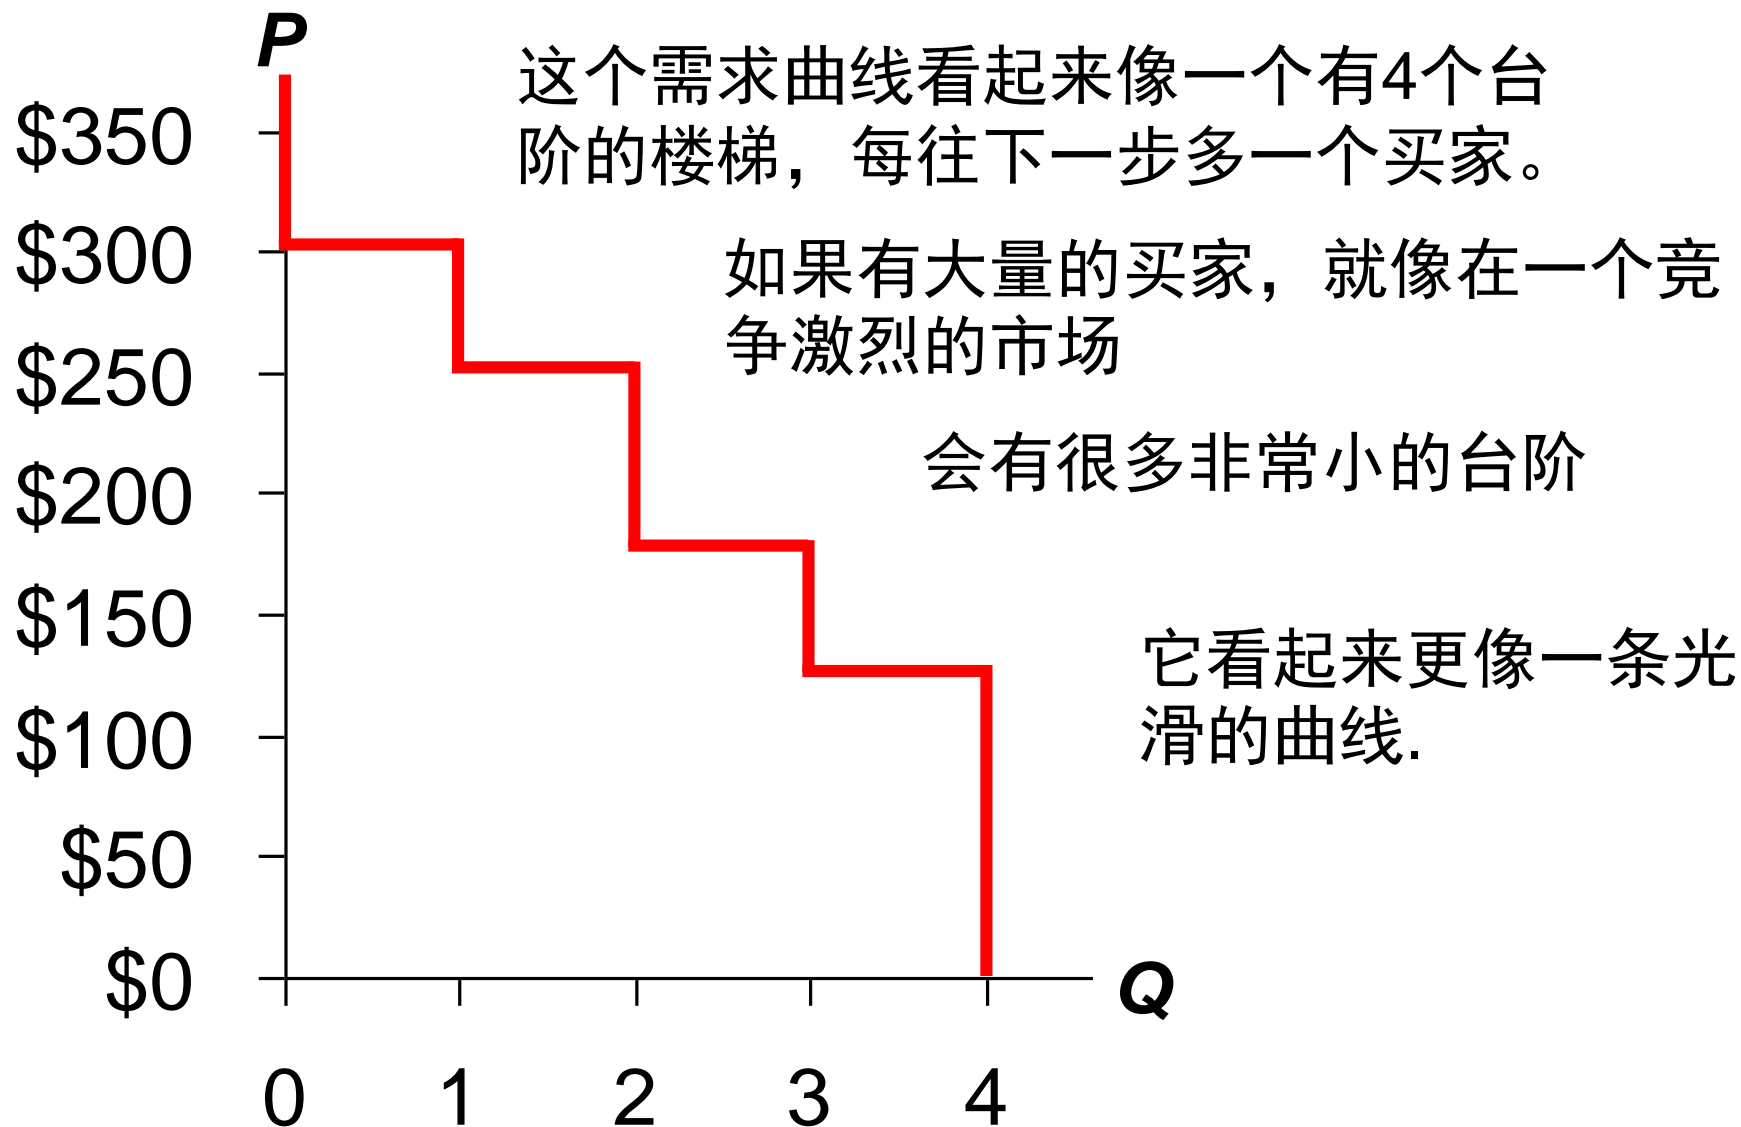 P
这个需求曲线看起来像一个有4个台
阶的楼梯，每往下一步多一个买家。
$350
$300
如果有大量的买家，就像在一个竞
争激烈的市场
$250
会有很多非常小的台阶
$200
$150
它看起来更像一条光
滑的曲线.
$100
$50
$0
Q
0 1 2 3 4